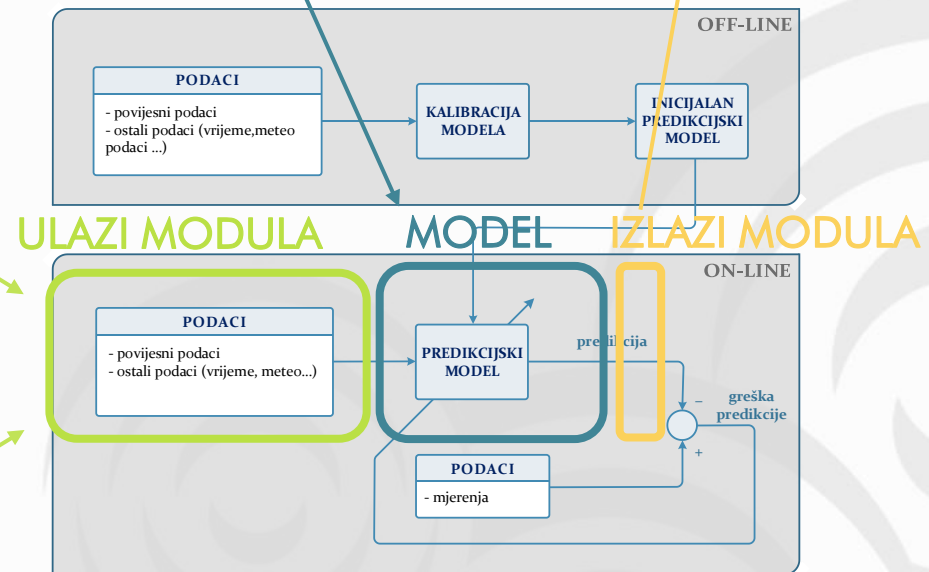 OFF-LINE
PODACI
- povijesni podaci
- ostali podaci (vrijeme,meteo
podaci ...)
KALIBRACIJA
MODELA
INICIJALAN
PREDIKCIJSKI
MODEL
ULAZI MODULA
MODEL
IZLAZI MODULA
ON-LINE
PODACI
- povijesni podaci
- ostali podaci (vrijeme, meteo...)
PREDIKCIJSKI
MODEL
predikcija
–
greška
predikcije
+
PODACI
- mjerenja